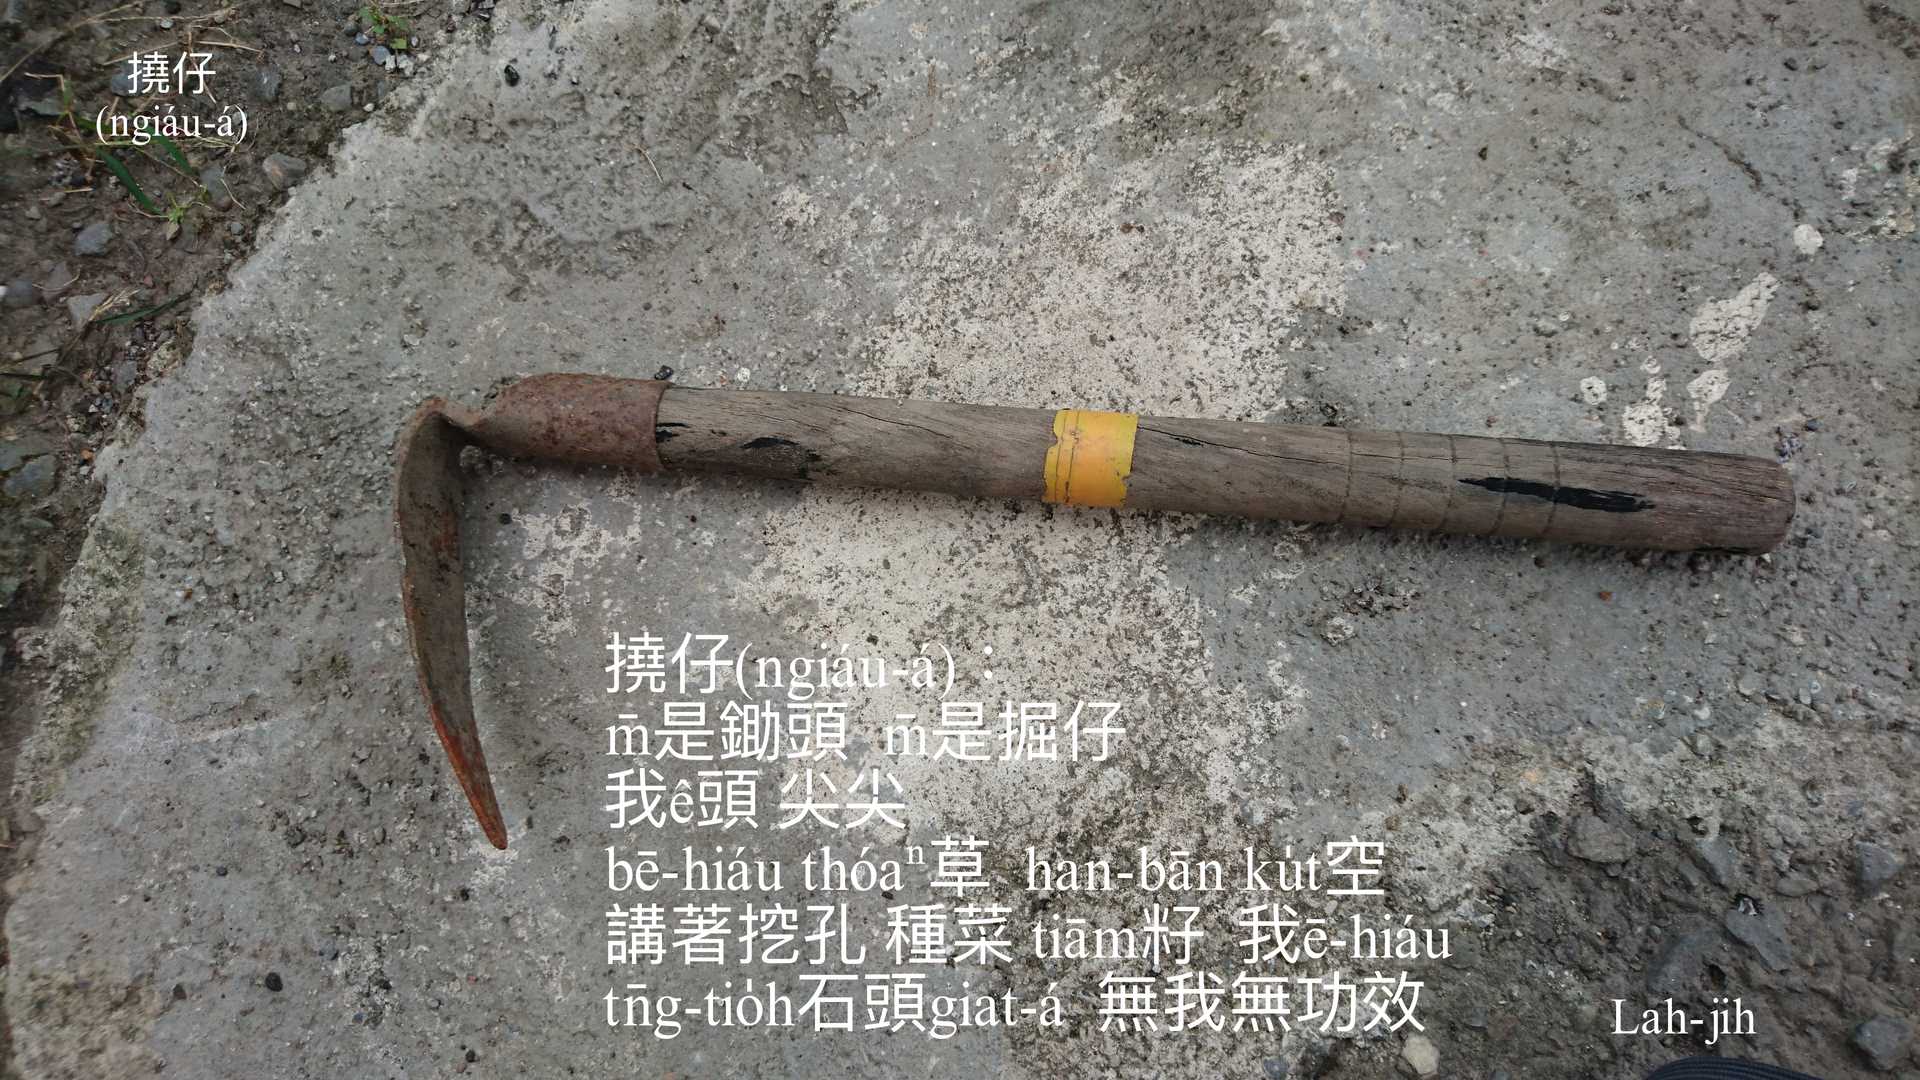 撓仔
(ngiáu-á)
撓仔(ngiáu-á)：
m̄是鋤頭 m̄是掘仔
我ê頭 尖尖
bē-hiáu thóaⁿ草 han-bān ku̍t空
講著挖孔 種菜 tiām籽 我ē-hiáu
tn̄g-tio̍h石頭giat-á 無我無功效
Lah-jih